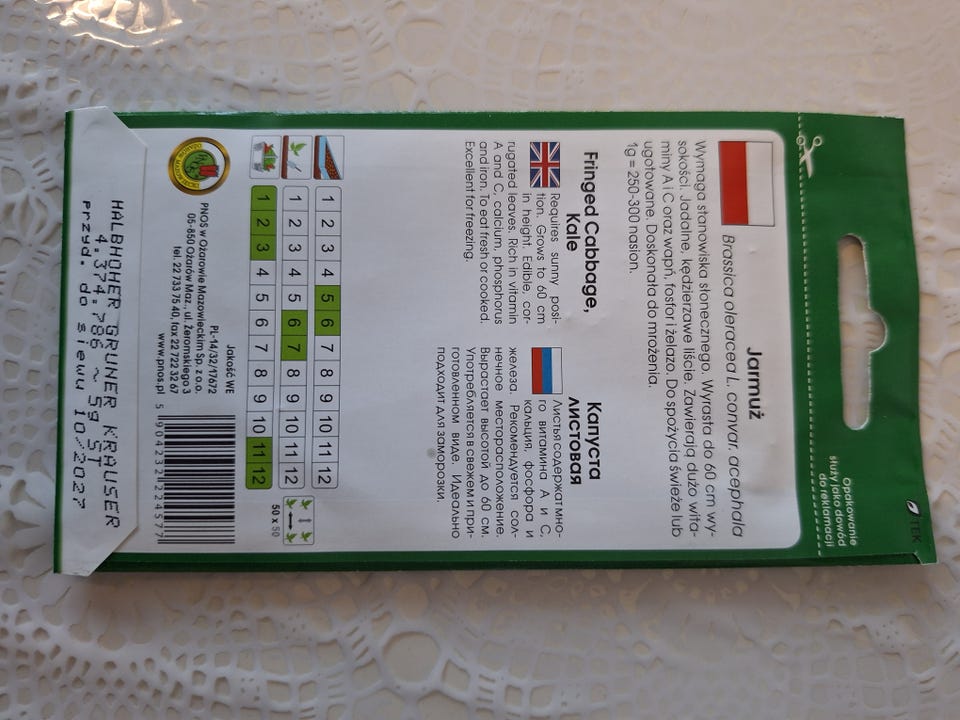 TEK
Opakowanie
służy jako dowód
do reklamacji
Jarmuż
Brassica oleracea L. convar. acephala
Wymaga stanowiska słonecznego. Wyrasta do 60 cm wy-
sokości. Jadalne, kędzierzawe liście. Zawierają dużo wita-
miny A i C oraz wapń, fosfor i żelazo. Do spożycia świeże lub
ugotowane. Doskonała do mrożenia.
1g = 250-300 nasion.
Fringed Cabbage,
Kale
Requires sunny posi-
tion. Grows to 60 cm
in height. Edible, cor-
rugated leaves. Rich in vitamin
A and C, calcium, phosphorus
and iron. To eat fresh or cooked.
Excellent for freezing.
Капуста
листовая
Листья содержат мно-
го витамина А и С,
кальция, фосфора и
железа. Рекомендуется сол-
нечное месторасположение.
Вырастает высотой до 60 см.
Употребляется в свежем и при-
готовленном виде. Идеально
подходит для заморозки.
1 2 3 4 5 6 7 8 9 10 11 12
1 2 3 4 5 6 7 8 9 10 11 12
1 2 3 4 5 6 7 8 9 10 11 12
50 x 50
Jakość WE
PL-14/32/17672
PNOS w Ożarowie Mazowieckim Sp. z o.o.
05-850 Ożarów Maz., ul. Żeromskiego 3
tel. 22 733 75 40, fax 22 722 32 67
www.pnos.pl
5 904232 224577
HALBHOHER GRUNER KRAUSER
4.374.786 ~ 5g ST
przyd. do siewu 10/2027